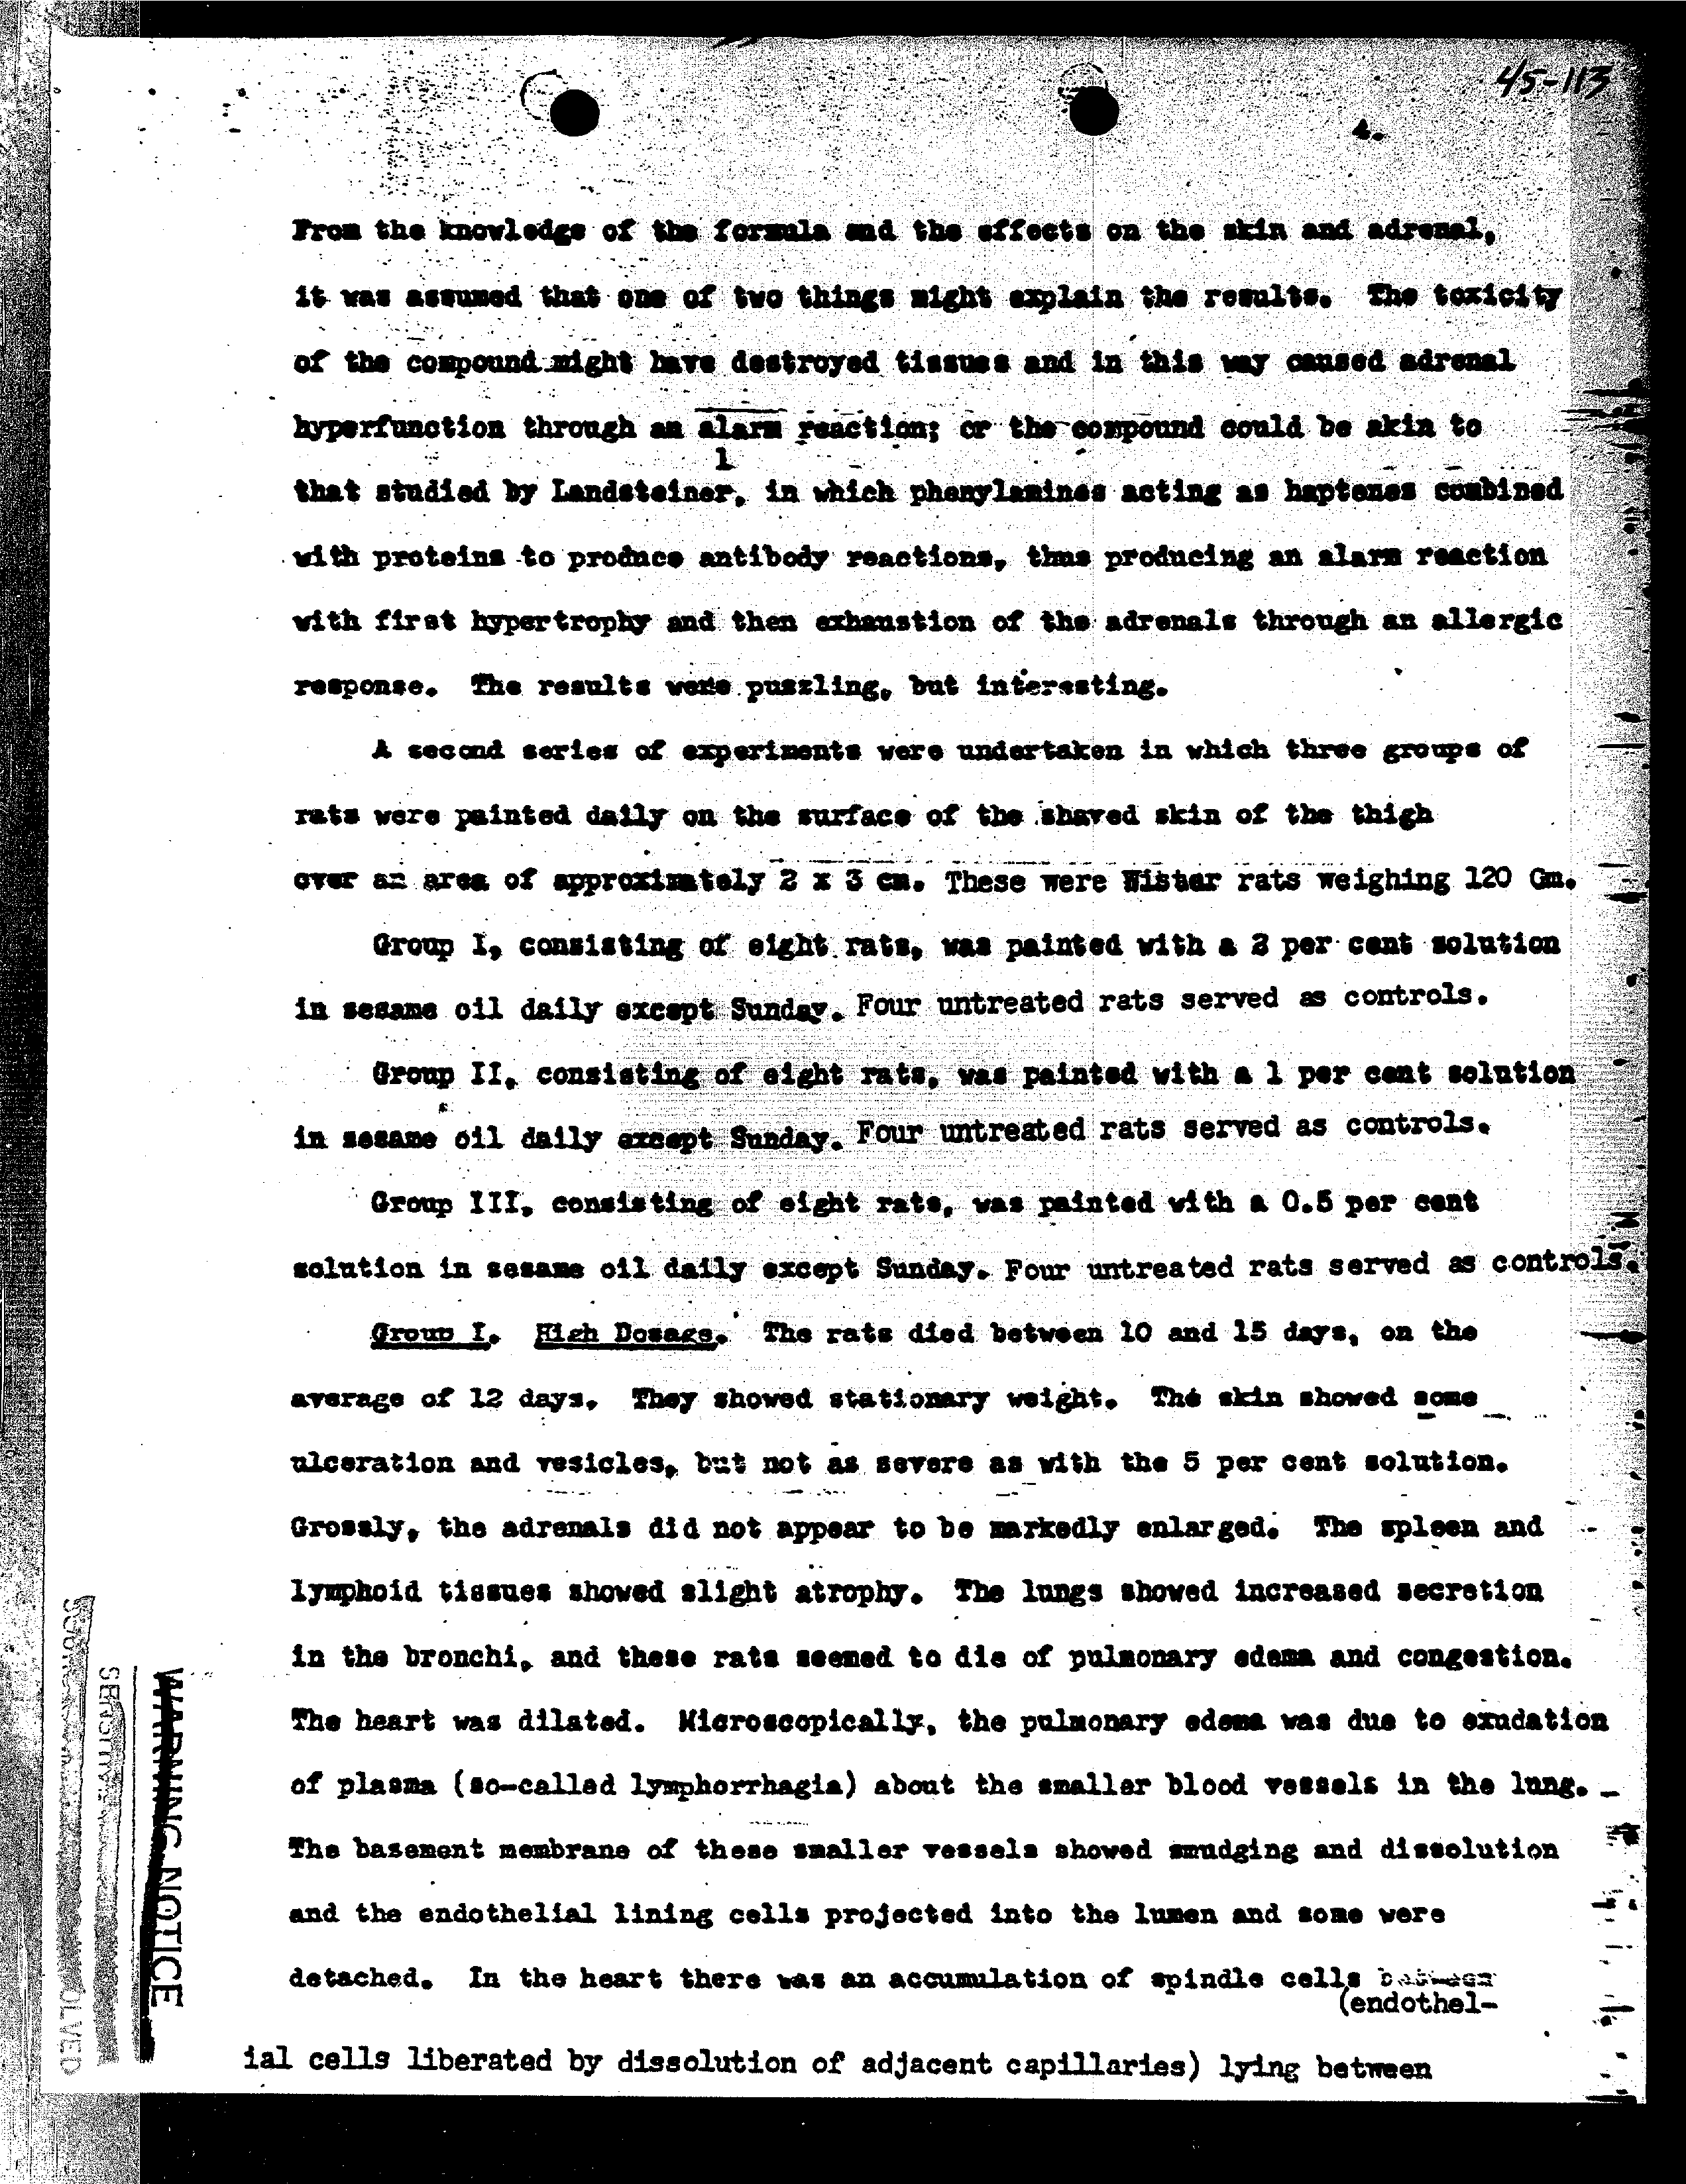 45-113
4.
From the knowledge of the formula and the effects on the skin and adrenal,
it was assumed that one of two things might explain the results. The toxicity
of the compound might have destroyed tissues and in this way caused adrenal
hyperfunction through an alarm reaction; or the compound could be akin to
1
that studied by Landsteiner, in which phenylamines acting as haptenes combined
with proteins to produce antibody reactions, thus producing an alarm reaction
with first hypertrophy and then exhaustion of the adrenals through an allergic
response. The results were puzzling, but interesting.
A second series of experiments were undertaken in which three groups of
rats were painted daily on the surface of the shaved skin of the thigh
over an area of approximately 2 x 3 cm. These were Wistar rats weighing 120 Gm.
Group I, consisting of eight rats, was painted with a 2 per cent solution
in sesame oil daily except Sunday. Four untreated rats served as controls.
Group II, consisting of eight rats, was painted with a 1 per cent solution
in sesame oil daily except Sunday. Four untreated rats served as controls.
Group III, consisting of eight rats, was painted with a 0.5 per cent
solution in sesame oil daily except Sunday. Four untreated rats served as controls.
Group I. High Dosage. The rats died between 10 and 15 days, on the
average of 12 days. They showed stationary weight. The skin showed some
ulceration and vesicles, but not as severe as with the 5 per cent solution.
Grossly, the adrenals did not appear to be markedly enlarged. The spleen and
lymphoid tissues showed slight atrophy. The lungs showed increased secretion
in the bronchi, and these rats seemed to die of pulmonary edema and congestion.
The heart was dilated. Microscopically, the pulmonary edema was due to exudation
of plasma (so-called lymphorrhagia) about the smaller blood vessels in the lung.
The basement membrane of these smaller vessels showed smudging and dissolution
and the endothelial lining cells projected into the lumen and some were
detached. In the heart there was an accumulation of spindle cells between
(endothel-
ial cells liberated by dissolution of adjacent capillaries) lying between
WARNING NOTICE